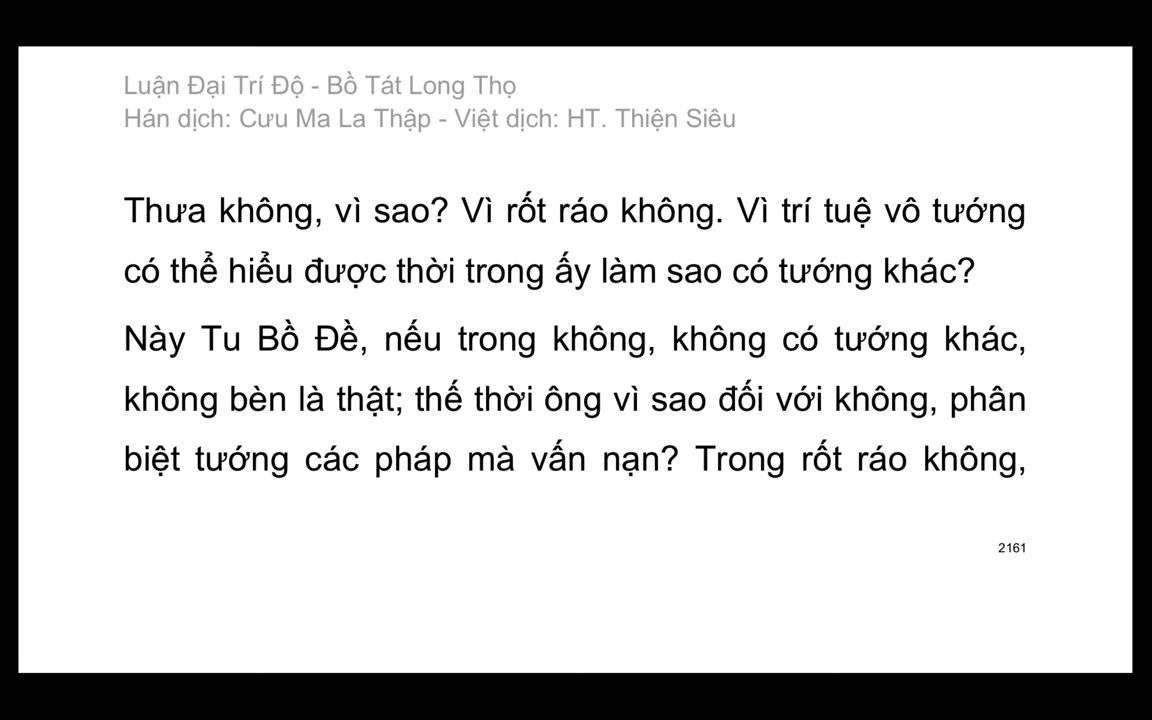 Luận Đại Trí Độ - Bồ Tát Long Thọ
Hán dịch: Cưu Ma La Thập - Việt dịch: HT. Thiện Siêu
Thưa không, vì sao? Vì rốt ráo không. Vì trí tuệ vô tướng
có thể hiểu được thời trong ấy làm sao có tướng khác?
Này Tu Bồ Đề, nếu trong không, không có tướng khác,
không bèn là thật; thế thời ông vì sao đối với không, phân
biệt tướng các pháp mà vấn nạn? Trong rốt ráo không,
2161